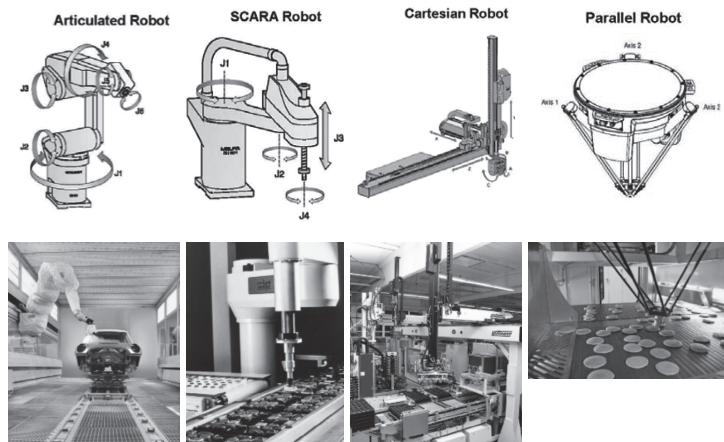 Articulated Robot
SCARA Robot
Cartesian Robot
Parallel Robot
J4
J3
J5
J6
J2
J1
J1
J3
J2
J4
Axis 2
Axis 1
Axis 2